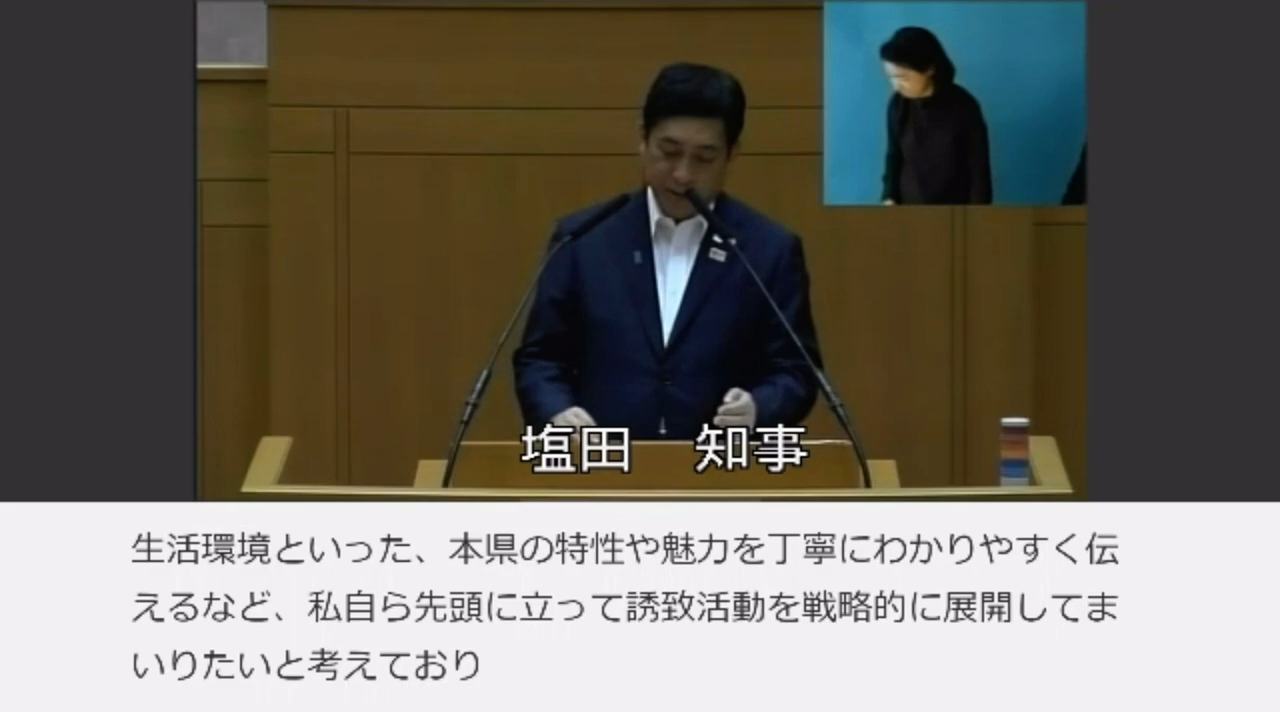 塩田　知事
生活環境といった、本県の特性や魅力を丁寧にわかりやすく伝
えるなど、私自ら先頭に立って誘致活動を戦略的に展開してま
いりたいと考えており